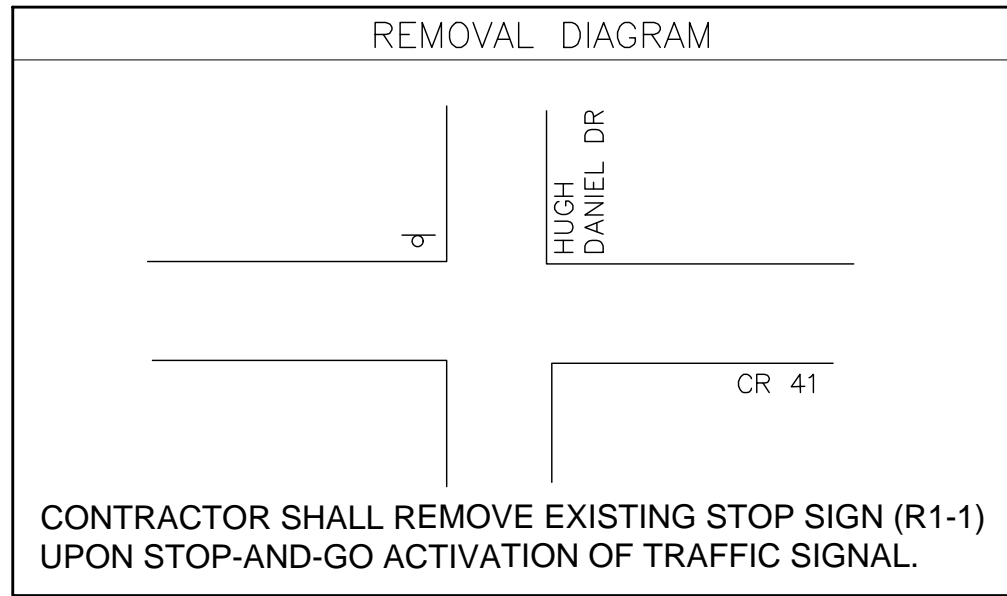 REMOVAL DIAGRAM
HUGH
DANIEL DR
CR 41
CONTRACTOR SHALL REMOVE EXISTING STOP SIGN (R1-1)
UPON STOP-AND-GO ACTIVATION OF TRAFFIC SIGNAL.